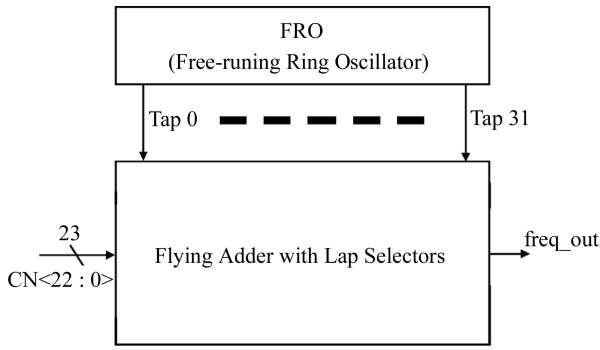 FRO
(Free-runing Ring Oscillator)
Tap 0
Tap 31
23
CN<22 : 0>
Flying Adder with Lap Selectors
freq_out